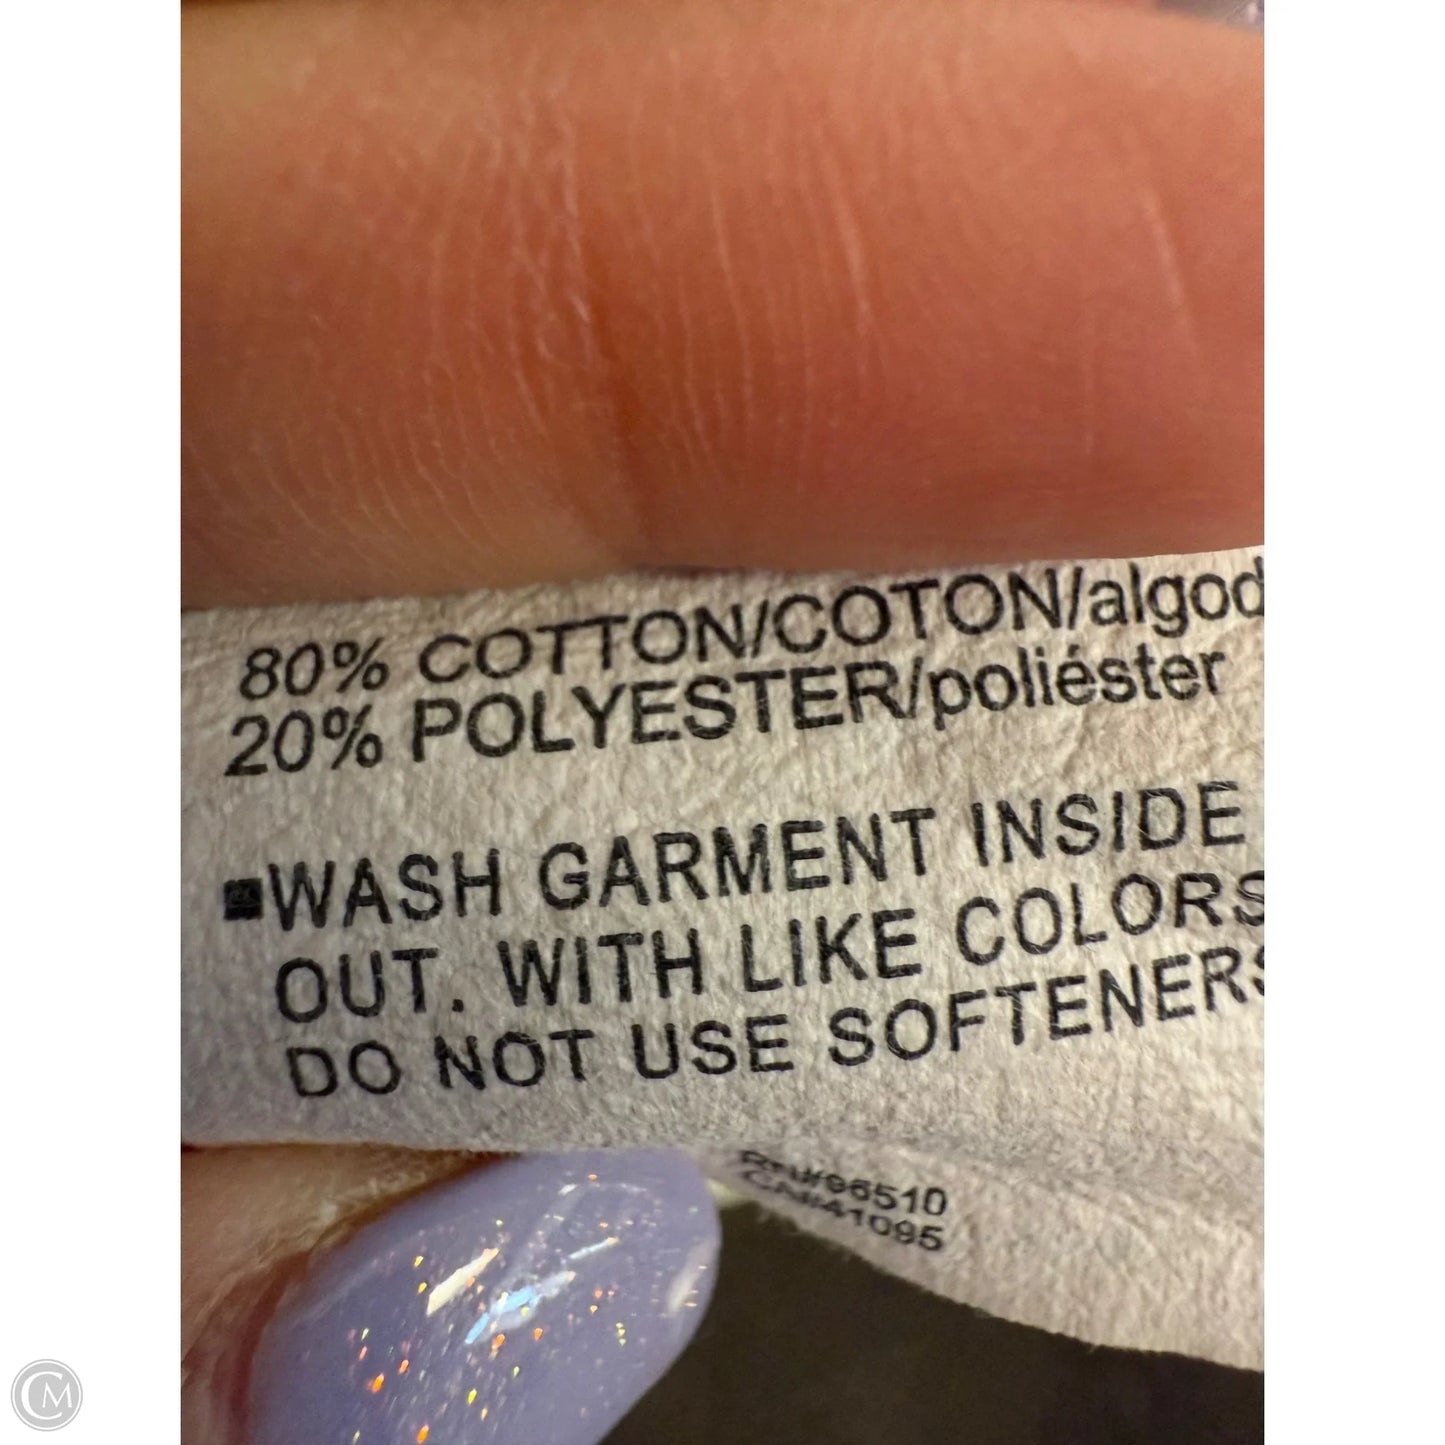 80% COTTON/COTON/algod
20% POLYESTER/poliéster
▪WASH GARMENT INSIDE
OUT. WITH LIKE COLORS
DO NOT USE SOFTENERS
RN#96510
CA#41095
CM